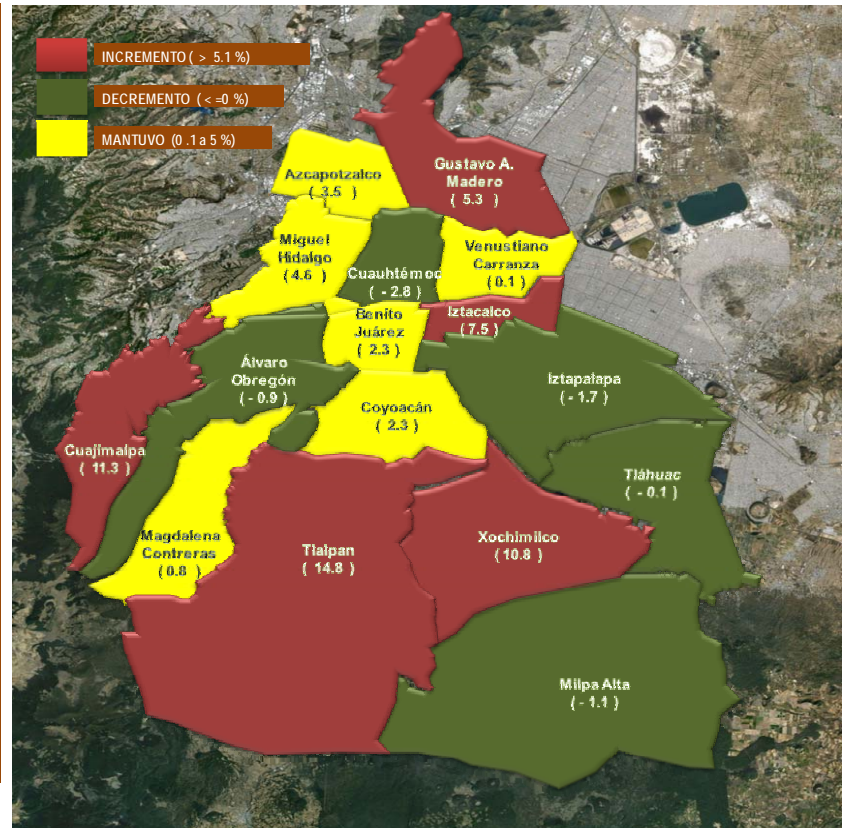 INCREMENTO ( > 5.1 %)
DECREMENTO (< =0 %)
MANTUVO (0 .1 a 5 %)
Gustavo A.
Madero
( 5.3 )
Azcapotzalco
( 3.5 )
Miguel
Hidalgo
( 4.6 )
Cuauhtémoc
( - 2.8 )
Venustiano
Carranza
( 0.1 )
Iztacalco
( 7.5 )
Benito
Juárez
( 2.3 )
Álvaro
Obregón
( - 0.9 )
Iztapalapa
( - 1.7 )
Coyoacán
( 2.3 )
Cuajimalpa
( 11.3 )
Tláhuac
( - 0.1 )
Magdalena
Contreras
( 0.8 )
Tlalpan
( 14.8 )
Xochimilco
( 10.8 )
Milpa Alta
( - 1.1 )